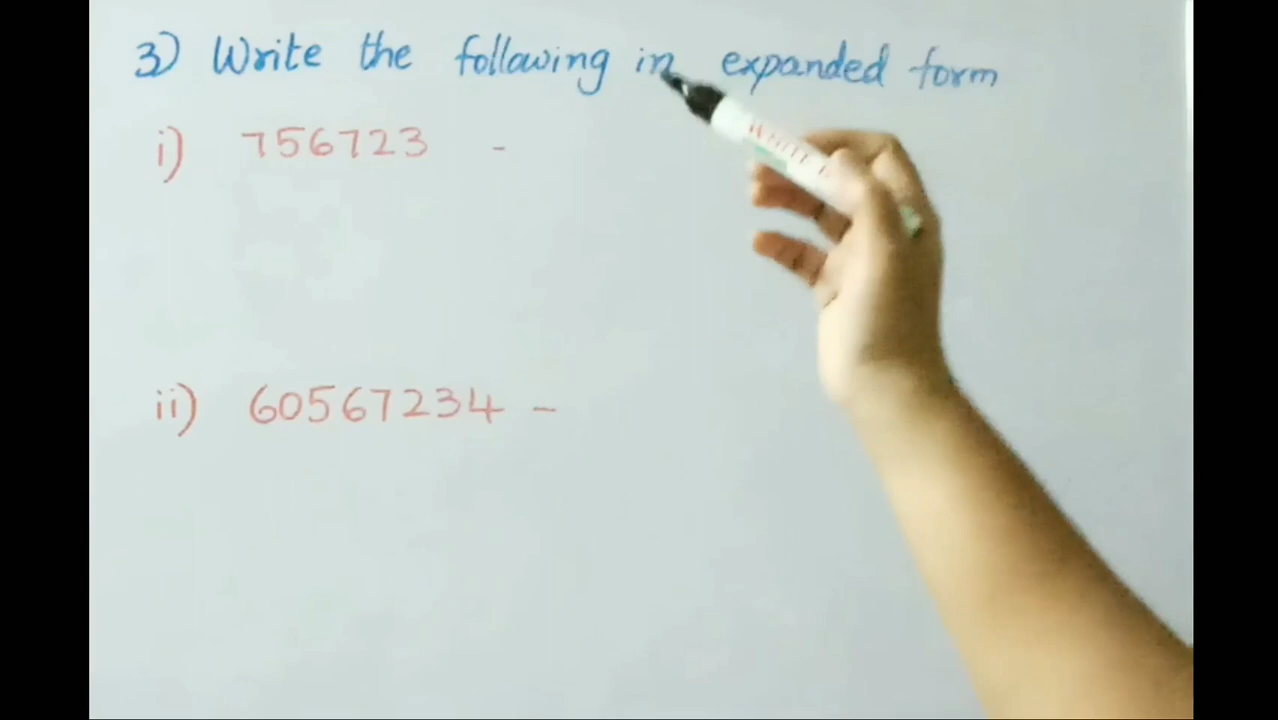 3) Write the following in expanded form
i) 756723 -
ii) 60567234 -